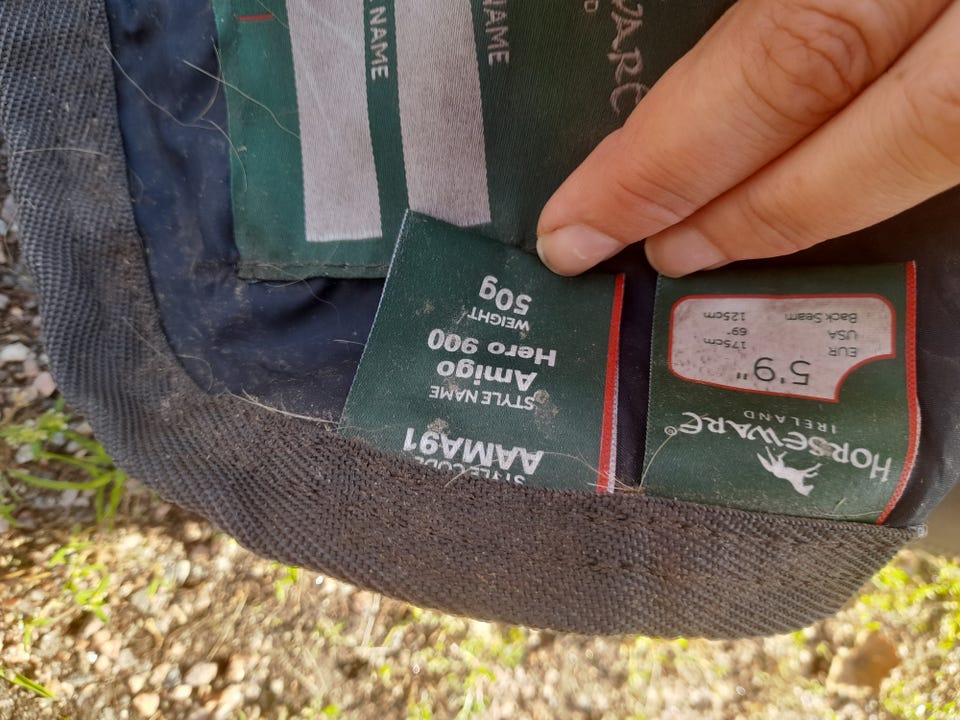 NAME
NAME
WARE
STYLE CODE
AAMA91
STYLE NAME
Amigo
Hero 900
WEIGHT
50g
HORSEWARE®
IRELAND
5'9"
EUR 175cm
USA 69"
Back Seam 125cm